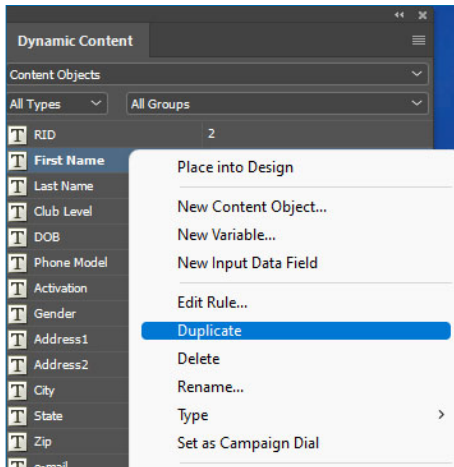 Dynamic Content
Content Objects
All Types All Groups
RID 2
First Name
Last Name
Club Level
DOB
Phone Model
Activation
Gender
Address1
Address2
City
State
Zip
e-mail
Place into Design
New Content Object...
New Variable...
New Input Data Field
Edit Rule...
Duplicate
Delete
Rename...
Type
Set as Campaign Dial